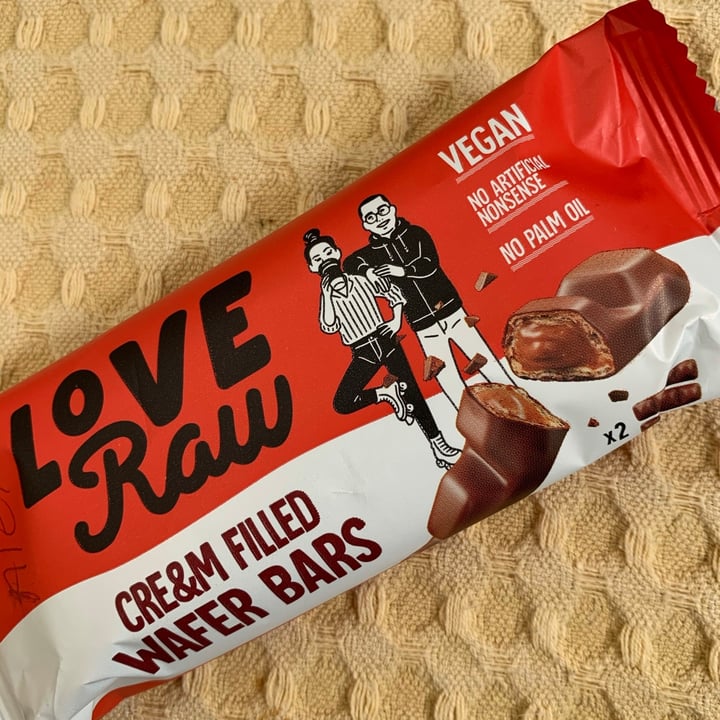 LOVE
Raw
CRE&M FILLED
WAFER BARS
VEGAN
NO ARTIFICIAL
NONSENSE
NO PALM OIL
x2